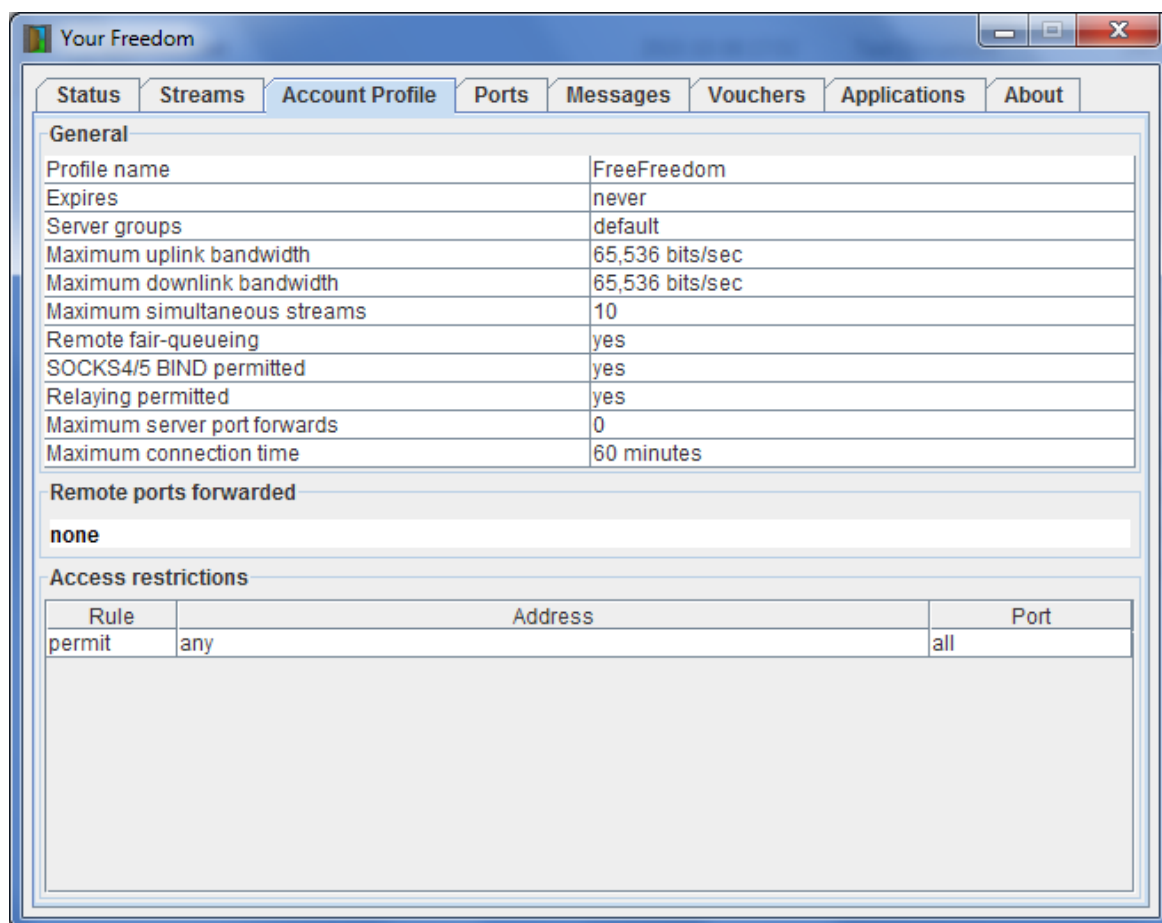 Your Freedom
Status Streams Account Profile Ports Messages Vouchers Applications About
General
Profile name FreeFreedom
Expires never
Server groups default
Maximum uplink bandwidth 65,536 bits/sec
Maximum downlink bandwidth 65,536 bits/sec
Maximum simultaneous streams 10
Remote fair-queueing yes
SOCKS4/5 BIND permitted yes
Relaying permitted yes
Maximum server port forwards 0
Maximum connection time 60 minutes
Remote ports forwarded
none
Access restrictions
Rule Address Port
permit any all